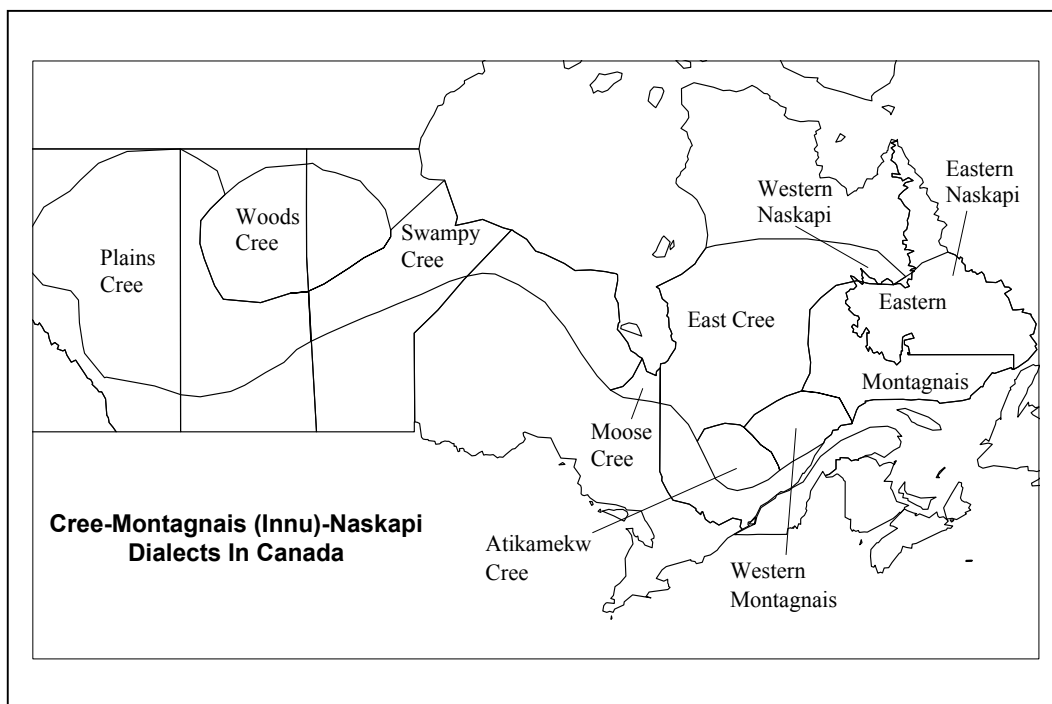 Plains
Cree
Woods
Cree
Swampy
Cree
Western
Naskapi
Eastern
Naskapi
East Cree
Eastern
Montagnais
Moose
Cree
Atikamekw
Cree
Western
Montagnais
Cree-Montagnais (Innu)-Naskapi
Dialects In Canada